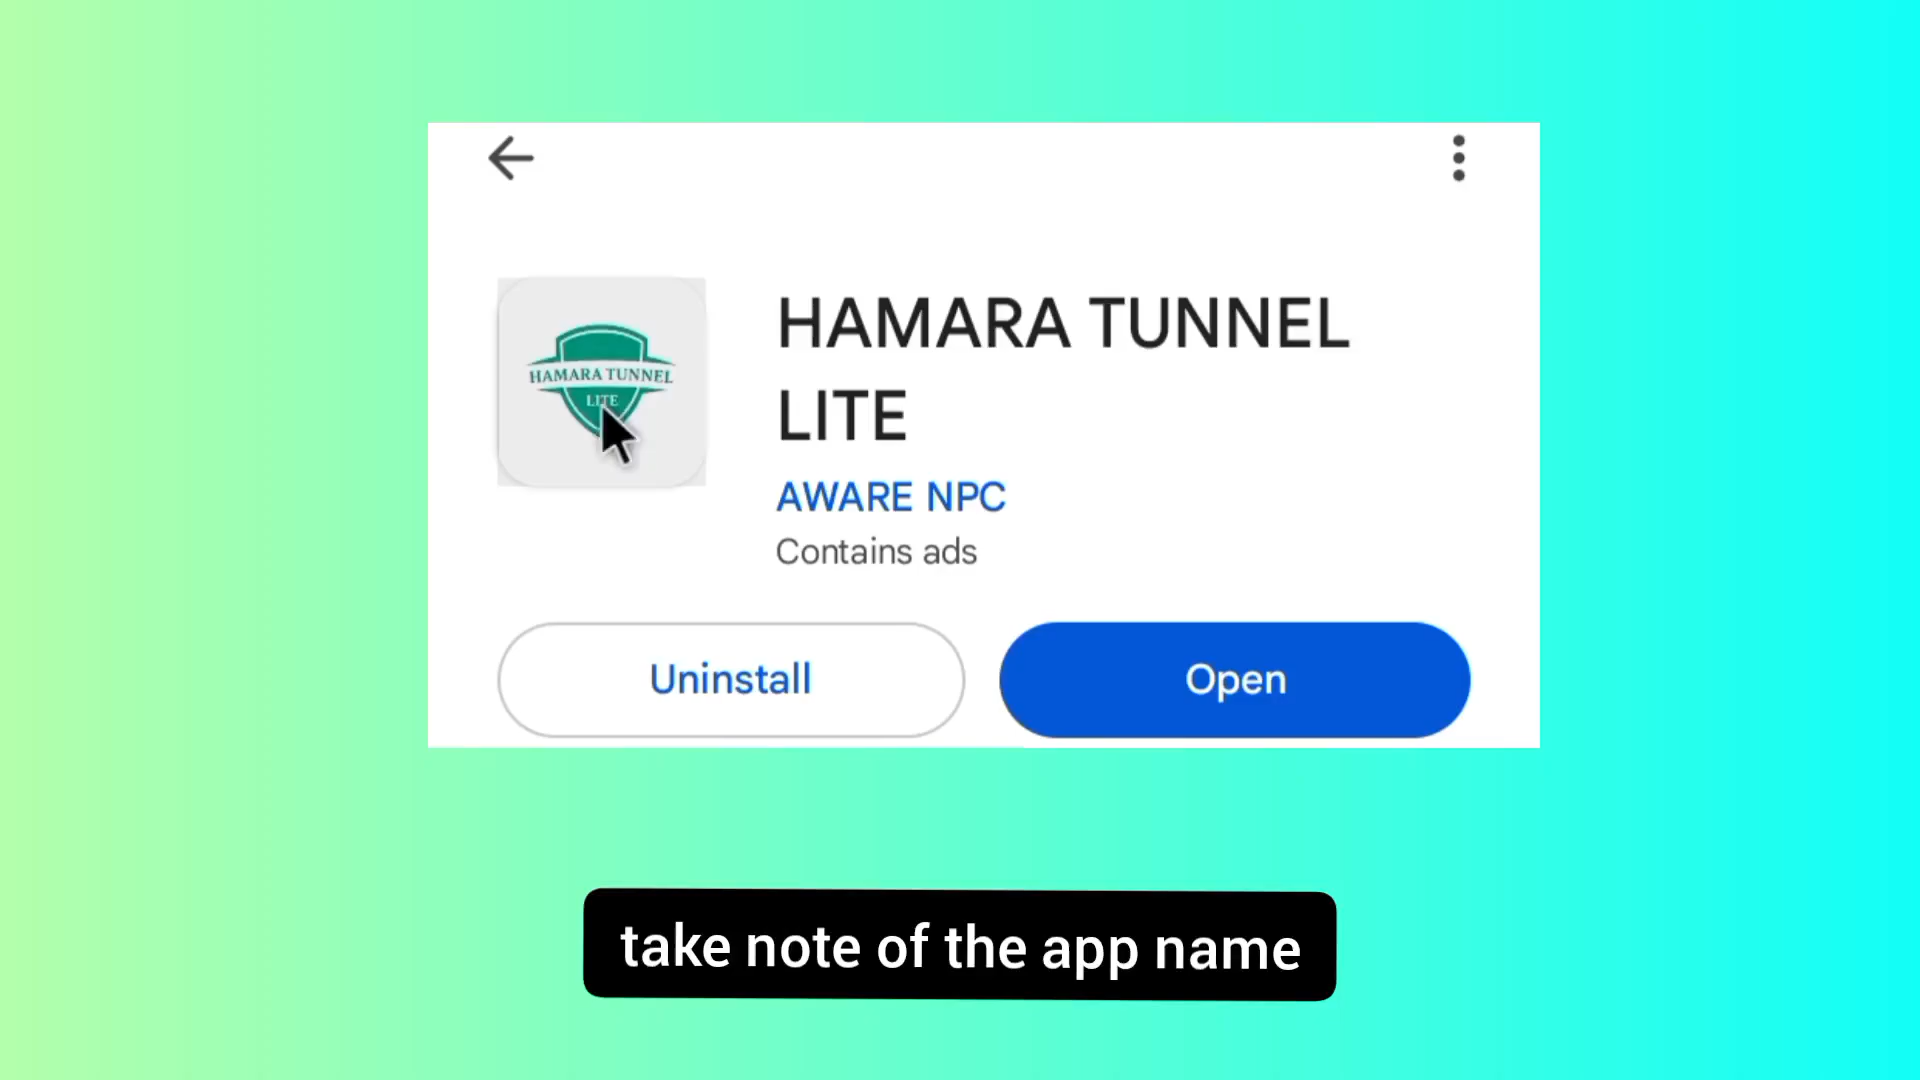 HAMARA TUNNEL
LITE
HAMARA TUNNEL
LITE
AWARE NPC
Contains ads
Uninstall
Open
take note of the app name